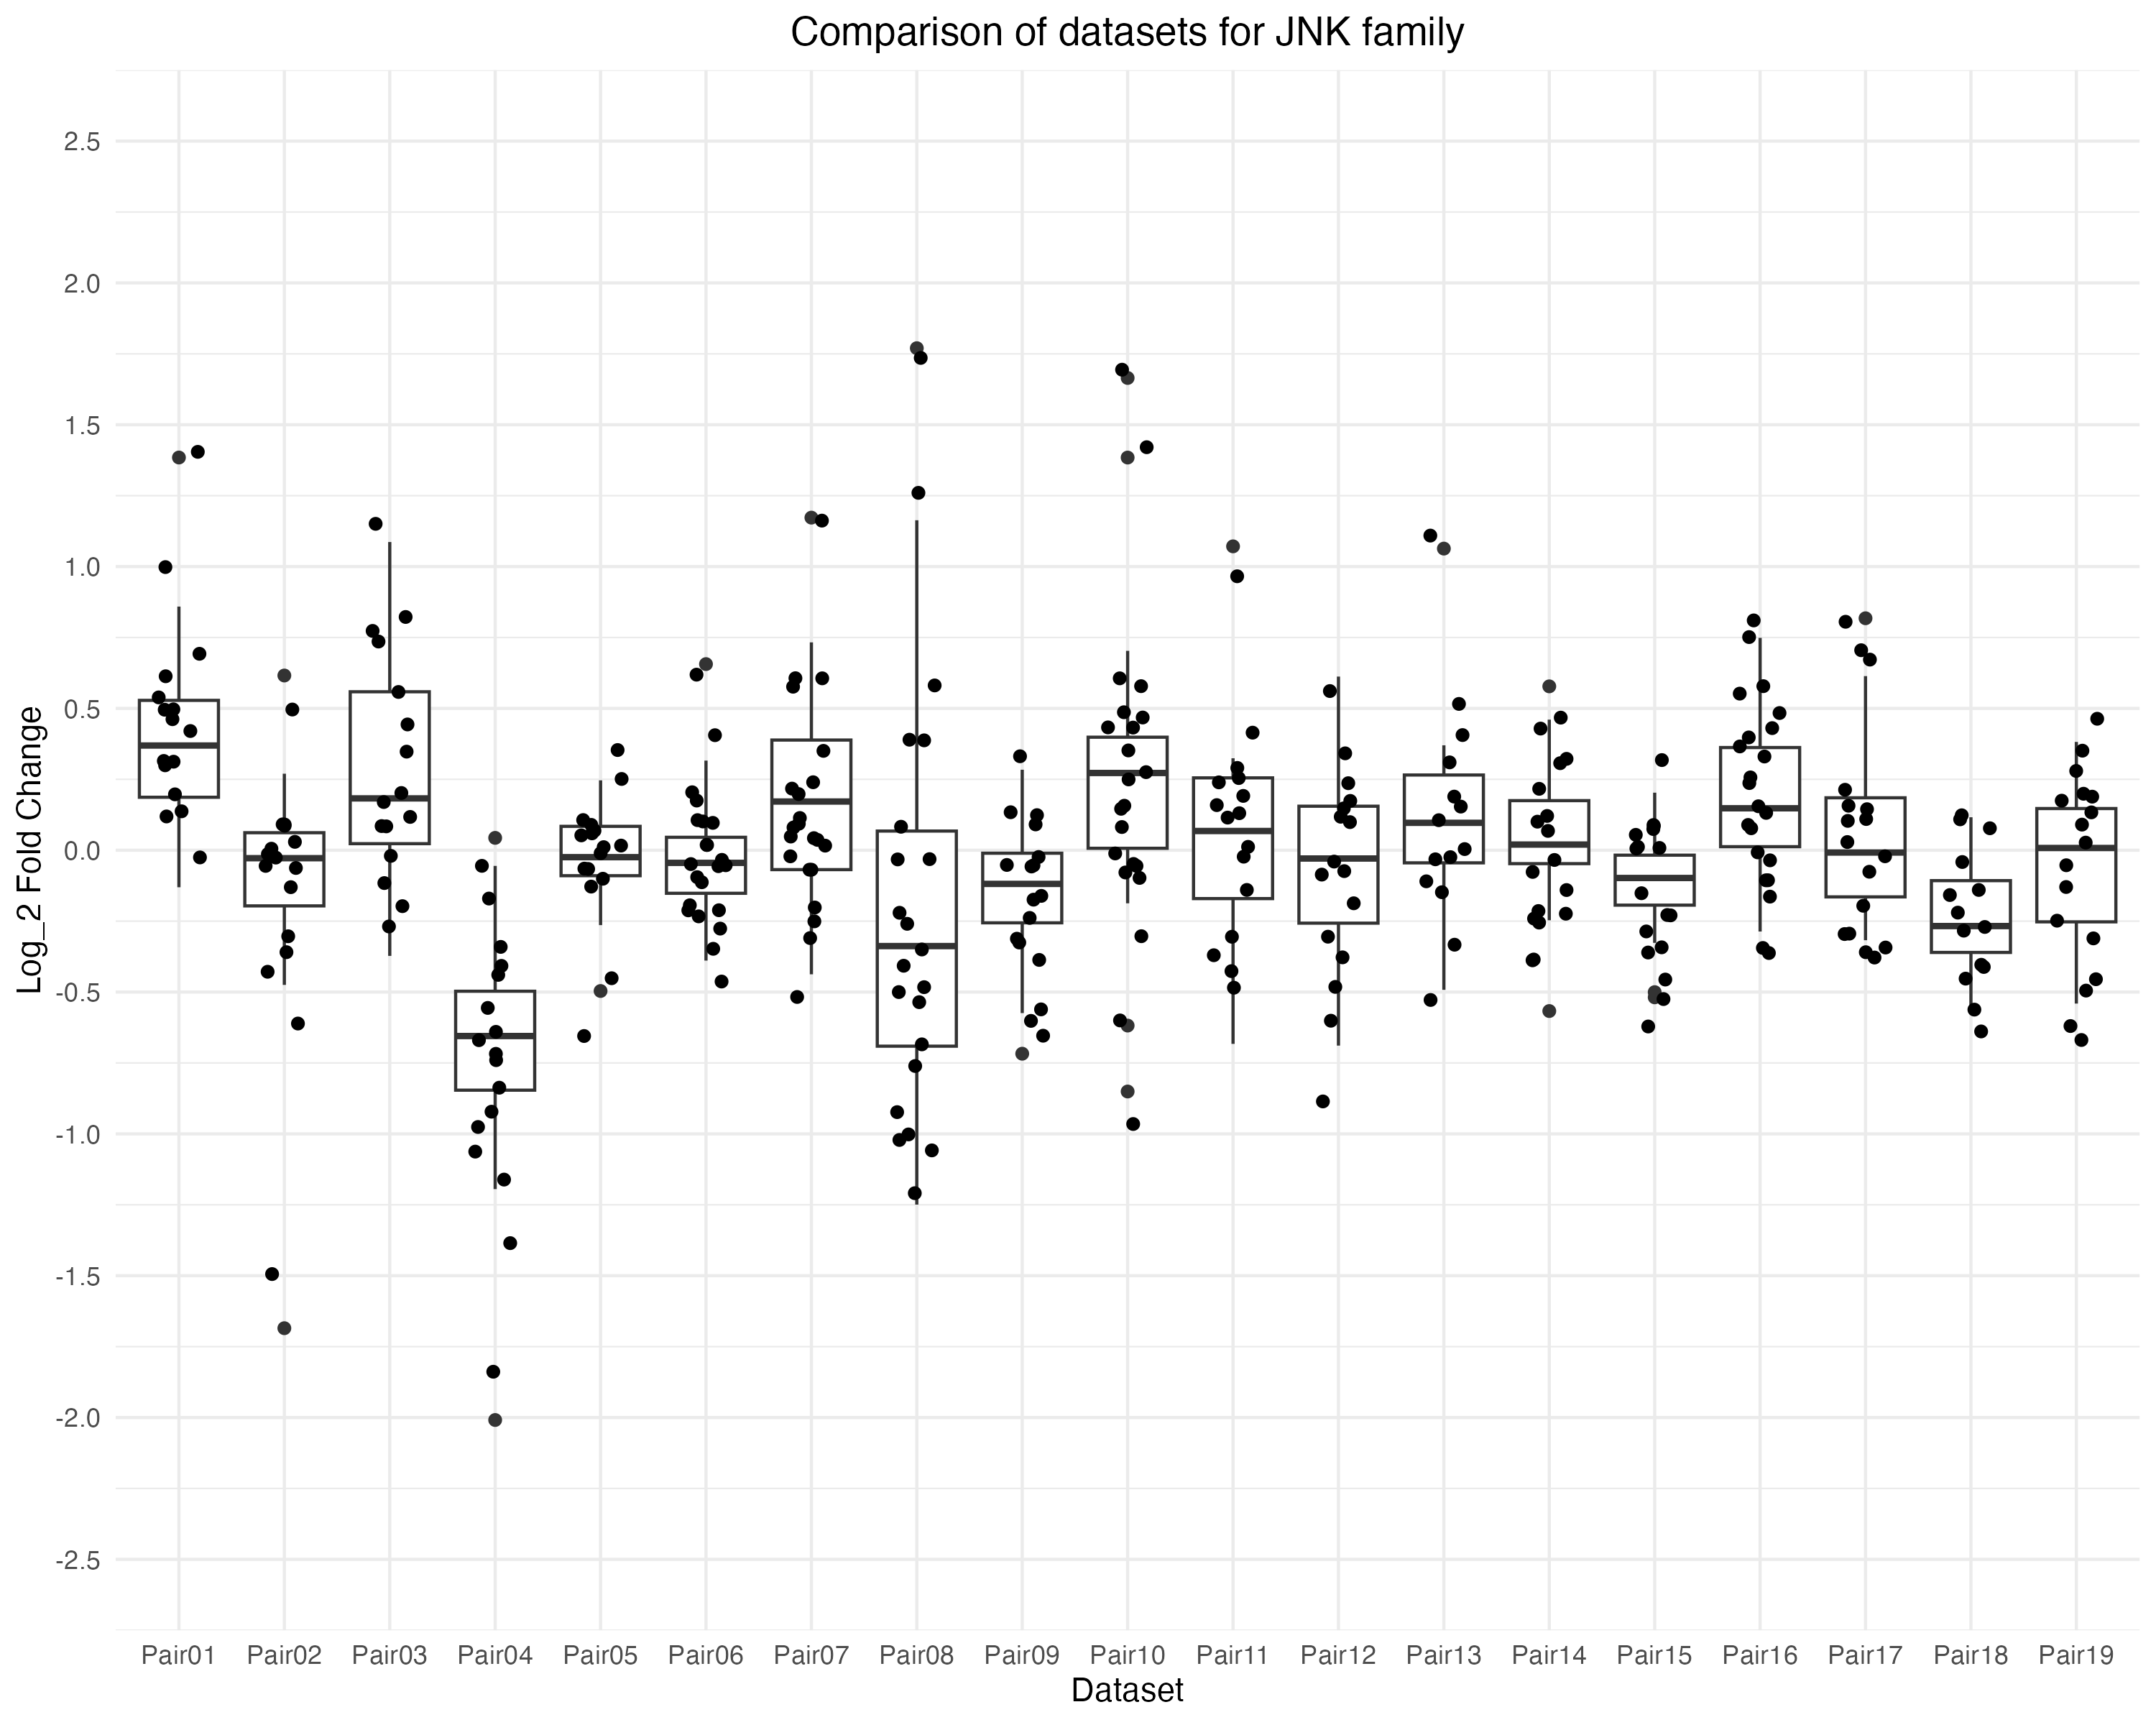 Comparison of datasets for JNK family
Log_2 Fold Change
2.5
2.0
1.5
1.0
0.5
0.0
-0.5
-1.0
-1.5
-2.0
-2.5
Pair01 Pair02 Pair03 Pair04 Pair05 Pair06 Pair07 Pair08 Pair09 Pair10 Pair11 Pair12 Pair13 Pair14 Pair15 Pair16 Pair17 Pair18 Pair19
Dataset